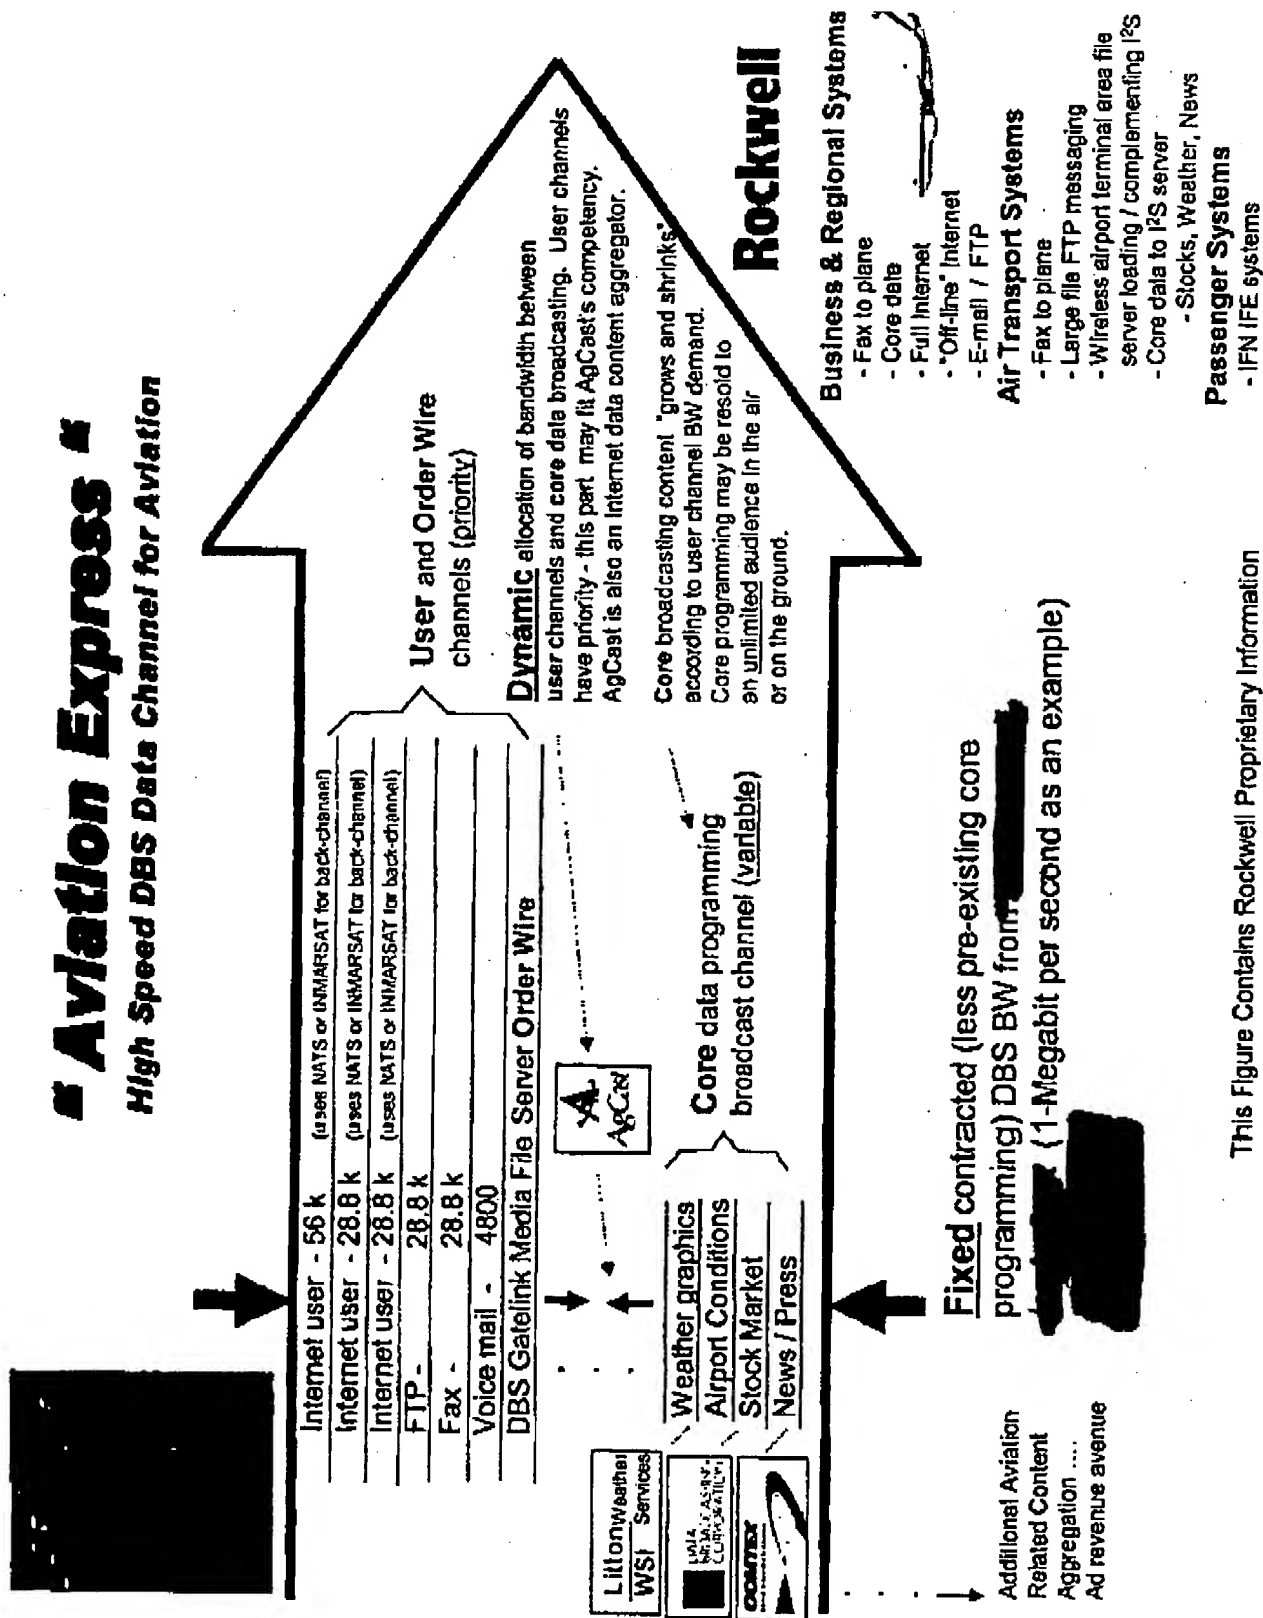 " Aviation Express "
High Speed DBS Data Channel for Aviation
Internet user - 56 k (uses NATS or INMARSAT for back-channel)
Internet user - 28.8 k (uses NATS or INMARSAT for back-channel)
Internet user - 28.8 k (uses NATS or INMARSAT for back-channel)
FTP - 28.8 k
Fax - 28.8 k
Voice mail - 4800
DBS Gatelink Media File Server Order Wire
User and Order Wire
channels (priority)
Dynamic allocation of bandwidth between
user channels and core data broadcasting. User channels
have priority - this part may fit AgCast's competency.
AgCast is also an Internet data content aggregator.
Core broadcasting content "grows and shrinks"
according to user channel BW demand.
Core programming may be resold to
an unlimited audience in the air
or on the ground.
AgCast
Litton Weather
WSI Services
DATA
BROADCASTING
CORPORATION
COMTEX
Weather graphics
Airport Conditions
Stock Market
News / Press
Core data programming
broadcast channel (variable)
Rockwell
Business & Regional Systems
- Fax to plane
- Core date
- Full Internet
- "Off-line" Internet
- E-mail / FTP
Air Transport Systems
- Fax to plane
- Large file FTP messaging
- Wireless airport terminal area file
server loading / complementing I²S
- Core data to I²S server
- Stocks, Weather, News
Passenger Systems
- IFN IFE systems
Fixed contracted (less pre-existing core
programming) DBS BW from
(1-Megabit per second as an example)
Additional Aviation
Related Content
Aggregation ....
Ad revenue avenue
This Figure Contains Rockwell Proprietary Information